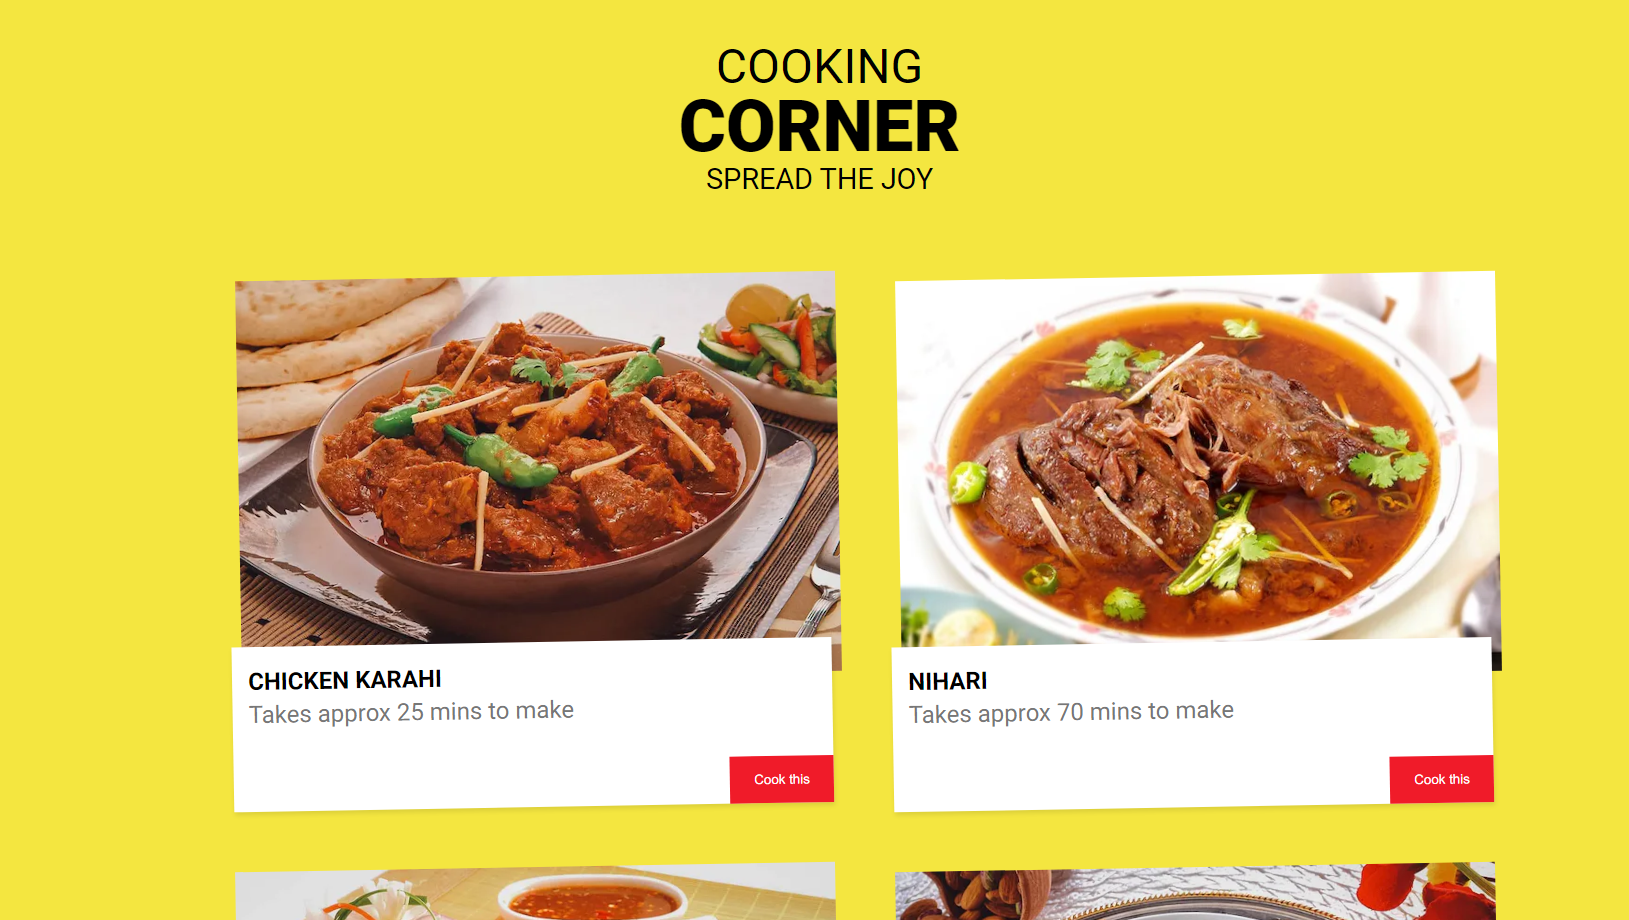 COOKING
CORNER
SPREAD THE JOY
CHICKEN KARAHI
Takes approx 25 mins to make
Cook this
NIHARI
Takes approx 70 mins to make
Cook this